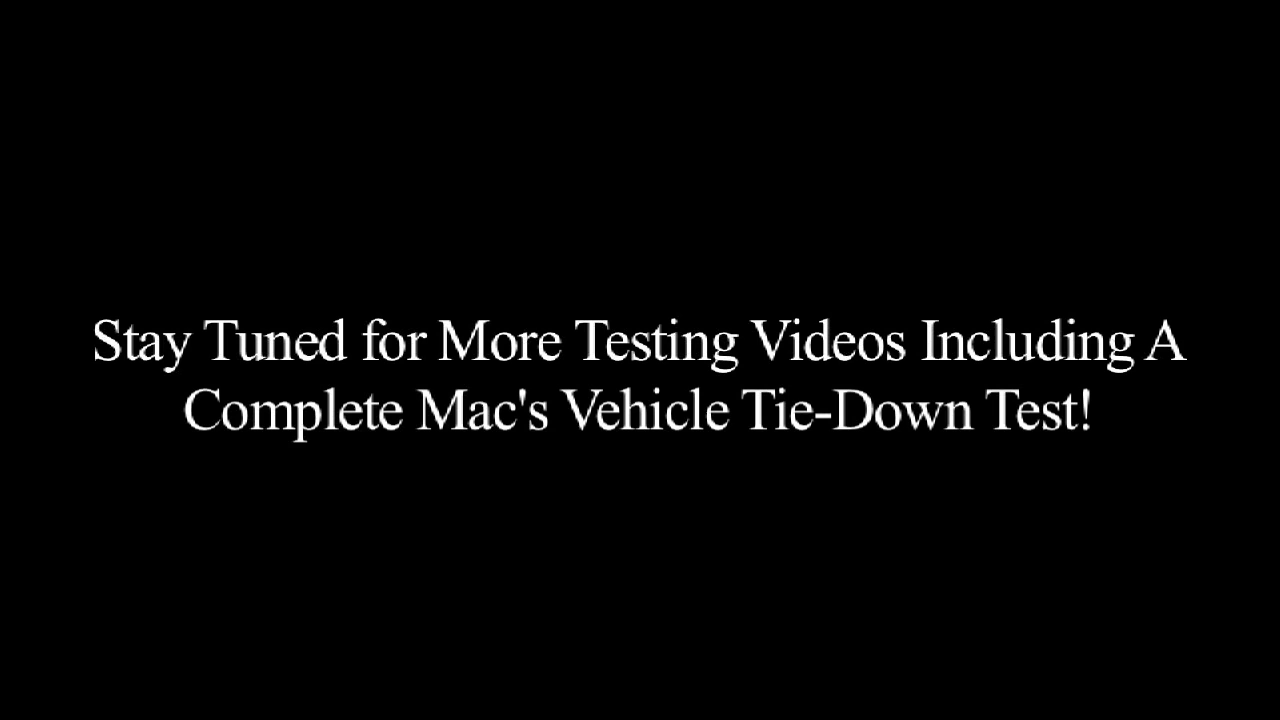 Stay Tuned for More Testing Videos Including A
Complete Mac's Vehicle Tie-Down Test!